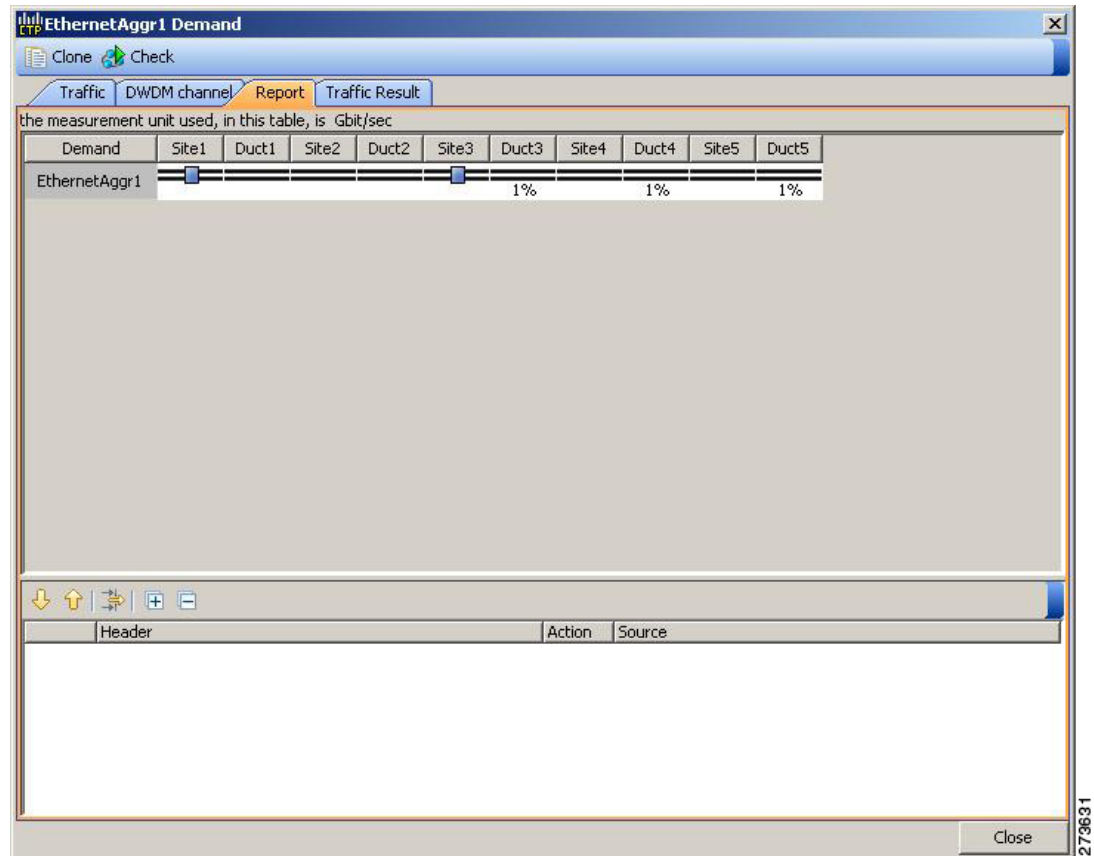 CTP EthernetAggr1 Demand
Clone Check
Traffic DWDM channel Report Traffic Result
the measurement unit used, in this table, is Gbit/sec
Demand Site1 Duct1 Site2 Duct2 Site3 Duct3 Site4 Duct4 Site5 Duct5
EthernetAggr1
1% 1% 1%
Header Action Source
Close
273631